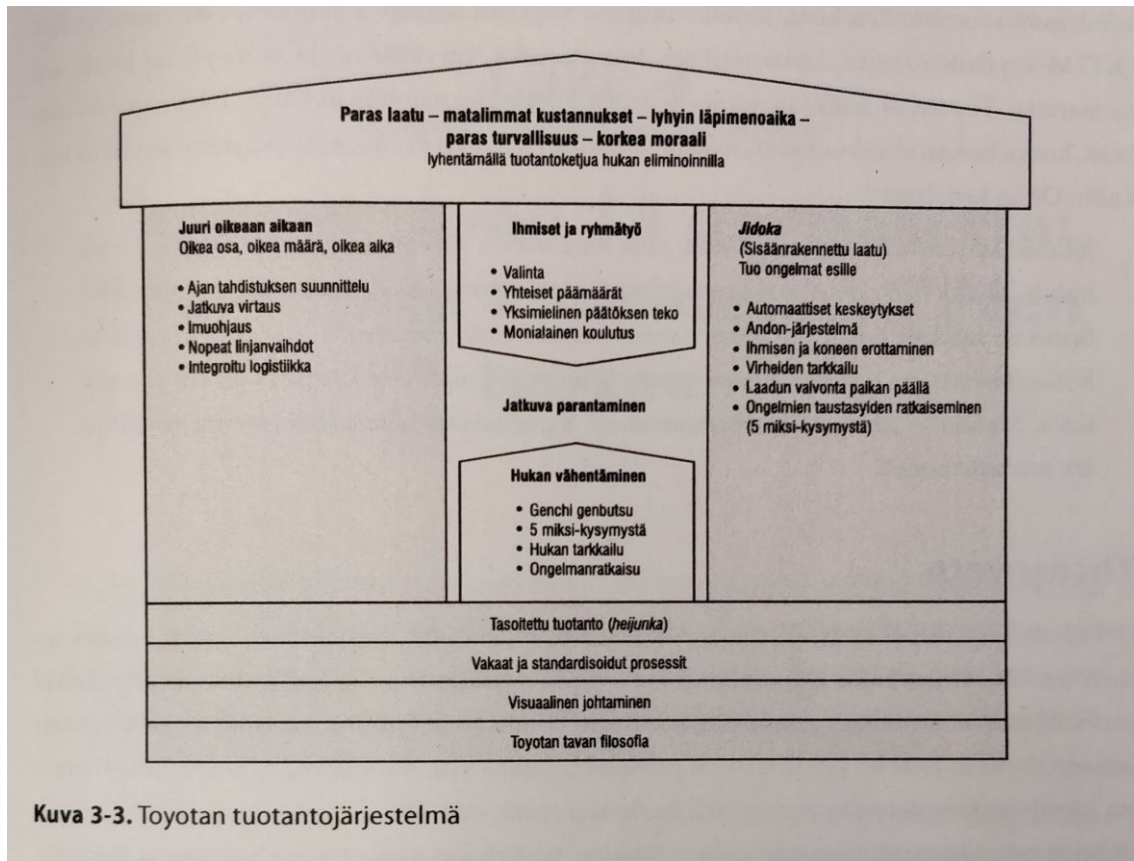 Paras laatu – matalimmat kustannukset – lyhyin läpimenoaika –
paras turvallisuus – korkea moraali
lyhentämällä tuotantoketjua hukan eliminoinnilla
Juuri oikeaan aikaan
Oikea osa, oikea määrä, oikea aika
• Ajan tahdistuksen suunnittelu
• Jatkuva virtaus
• Imuohjaus
• Nopeat linjanvaihdot
• Integroitu logistiikka
Ihmiset ja ryhmätyö
• Valinta
• Yhteiset päämäärät
• Yksimielinen päätöksen teko
• Monialainen koulutus
Jatkuva parantaminen
Hukan vähentäminen
• Genchi genbutsu
• 5 miksi-kysymystä
• Hukan tarkkailu
• Ongelmanratkaisu
Jidoka
(Sisäänrakennettu laatu)
Tuo ongelmat esille
• Automaattiset keskeytykset
• Andon-järjestelmä
• Ihmisen ja koneen erottaminen
• Virheiden tarkkailu
• Laadun valvonta paikan päällä
• Ongelmien taustasyiden ratkaiseminen
(5 miksi-kysymystä)
Tasoitettu tuotanto (heijunka)
Vakaat ja standardisoidut prosessit
Visuaalinen johtaminen
Toyotan tavan filosofia
Kuva 3-3. Toyotan tuotantojärjestelmä